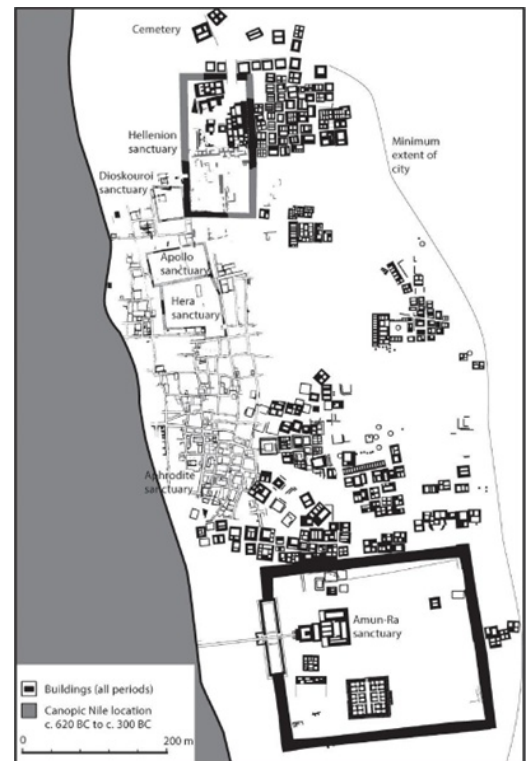 Cemetery
Hellenion
sanctuary
Minimum
extent of
city
Dioskouroi
sanctuary
Apollo
sanctuary
Hera
sanctuary
Aphrodite
sanctuary
Amun-Ra
sanctuary
Buildings (all periods)
Canopic Nile location
c. 620 BC to c. 300 BC
0 200 m